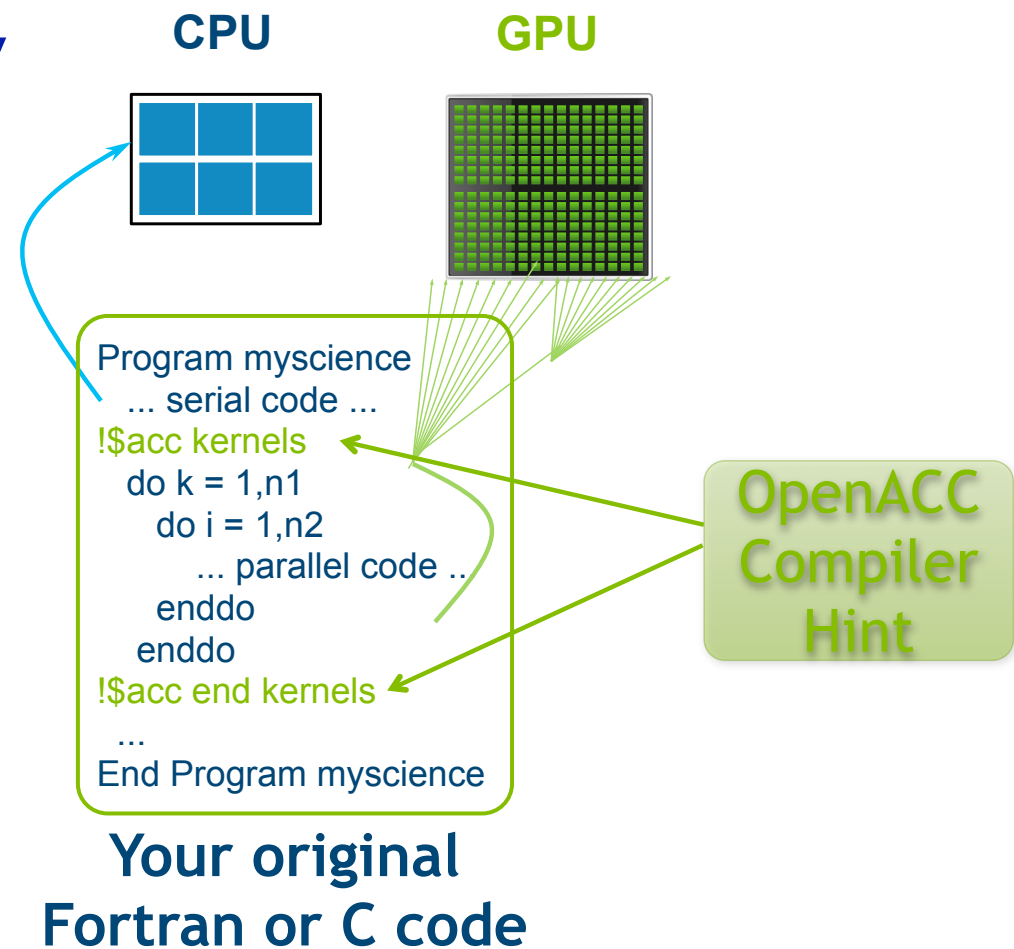 CPU
GPU
Program myscience
... serial code ...
!$acc kernels
do k = 1,n1
do i = 1,n2
... parallel code ..
enddo
enddo
!$acc end kernels
...
End Program myscience
OpenACC
Compiler
Hint
Your original
Fortran or C code